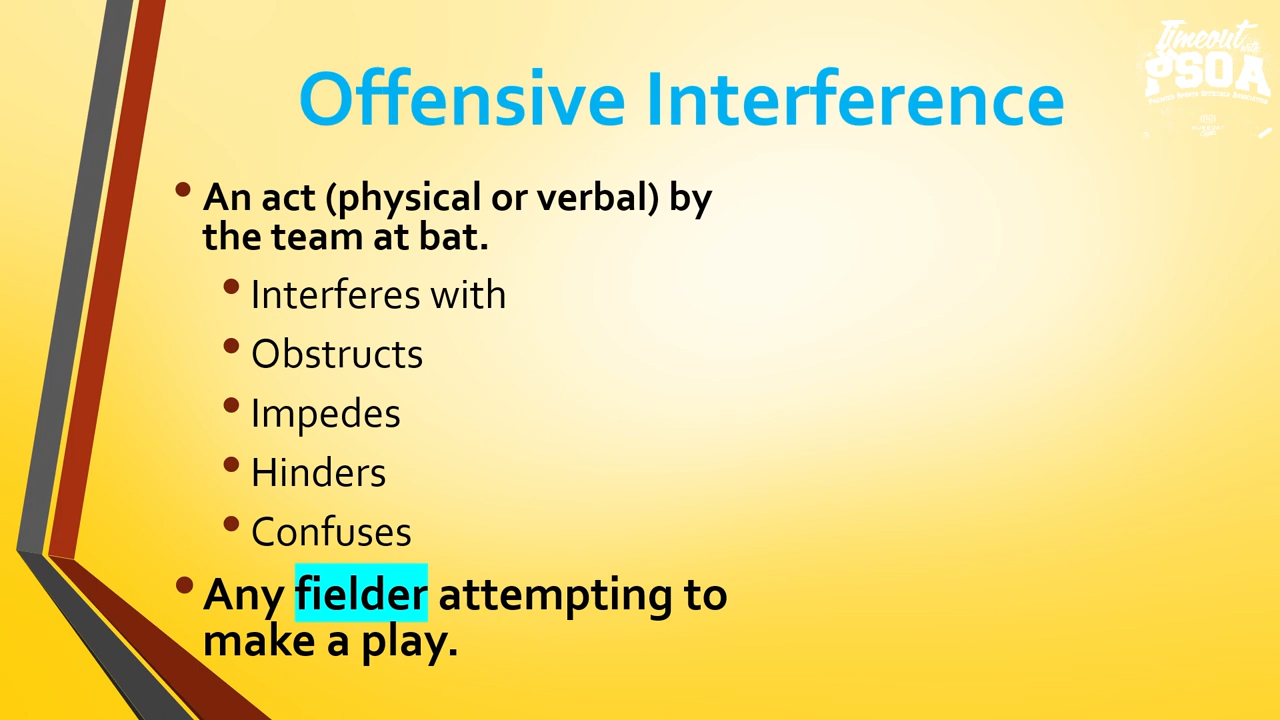 Timeout with
PSOA
Offensive Interference
• An act (physical or verbal) by
the team at bat.
• Interferes with
• Obstructs
• Impedes
• Hinders
• Confuses
• Any fielder attempting to
make a play.